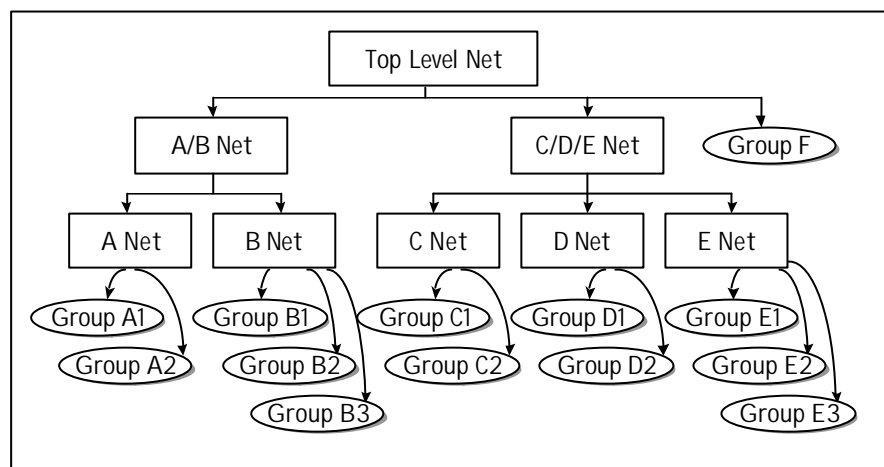 Top Level Net
A/B Net
C/D/E Net
Group F
A Net
B Net
C Net
D Net
E Net
Group A1
Group B1
Group C1
Group D1
Group E1
Group A2
Group B2
Group C2
Group D2
Group E2
Group B3
Group E3